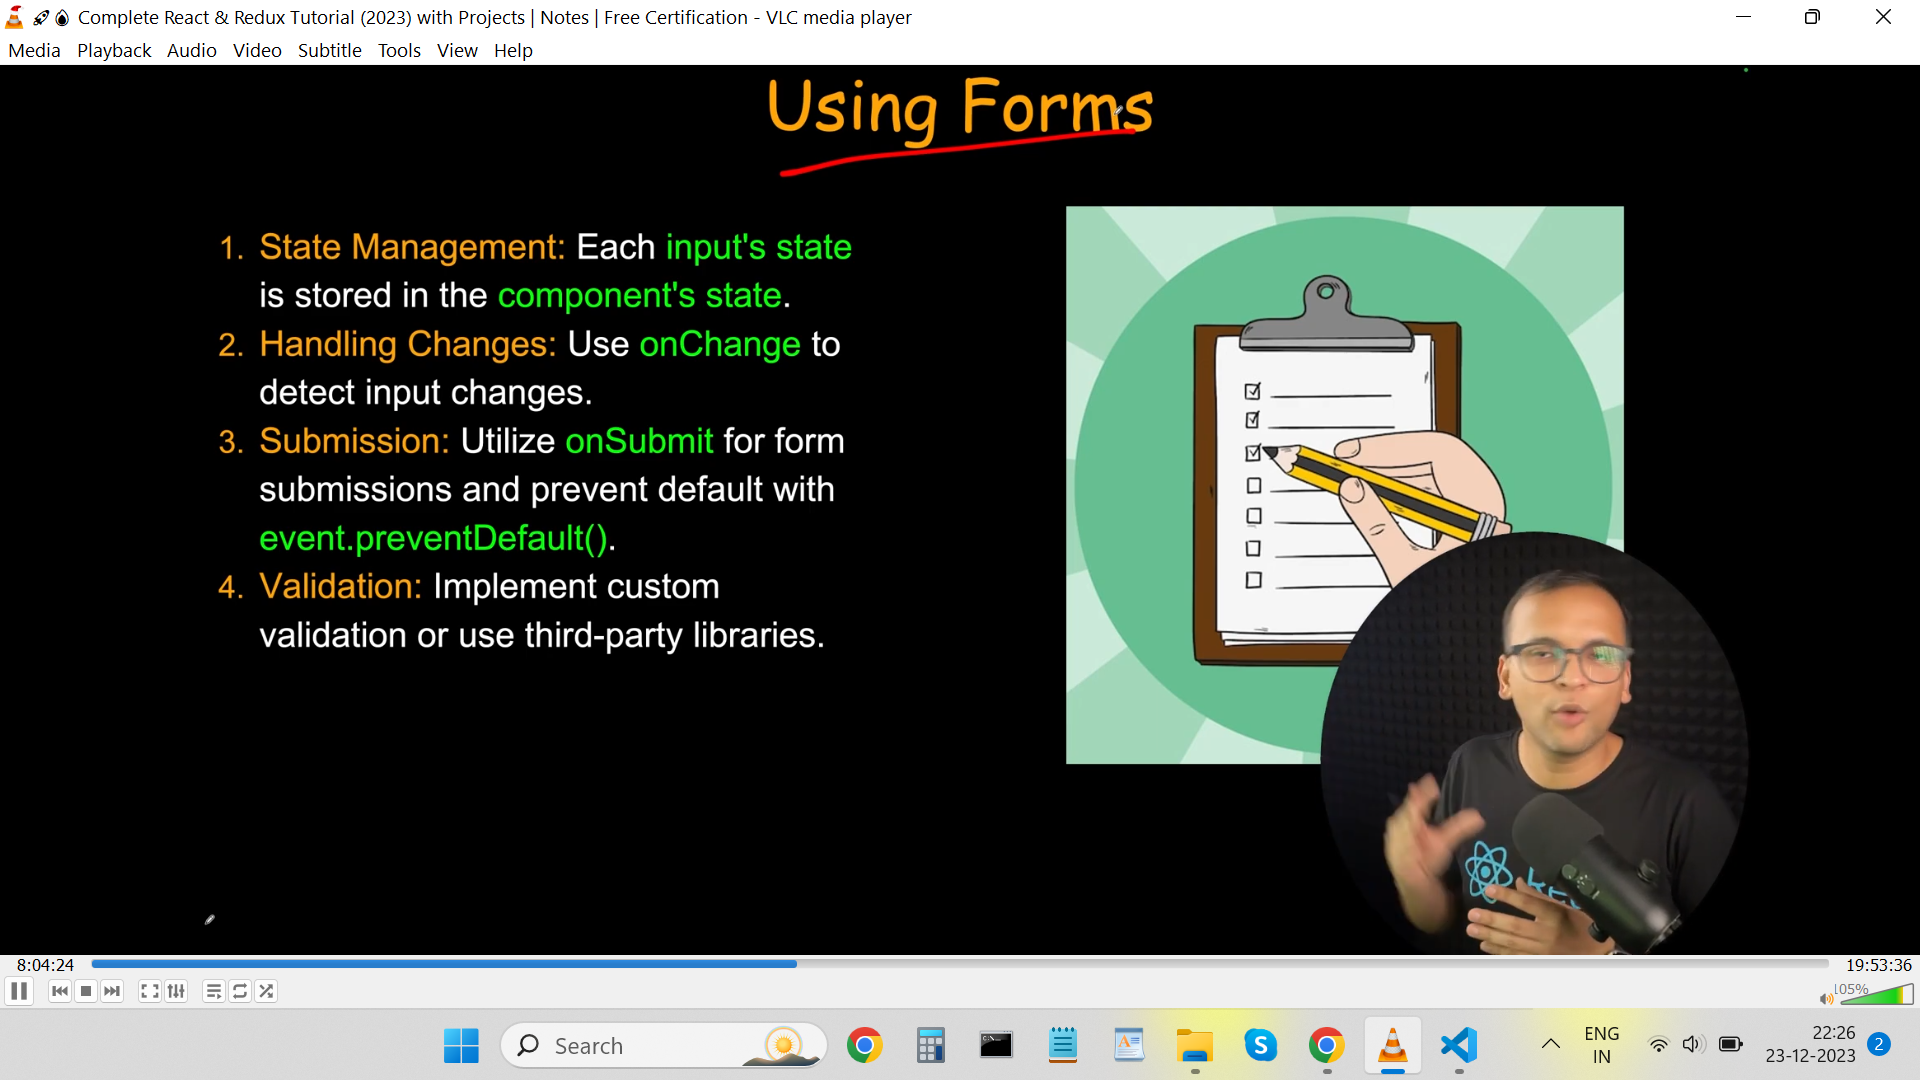 Complete React & Redux Tutorial (2023) with Projects | Notes | Free Certification - VLC media player
Media Playback Audio Video Subtitle Tools View Help
Using Forms
1. State Management: Each input's state
is stored in the component's state.
2. Handling Changes: Use onChange to
detect input changes.
3. Submission: Utilize onSubmit for form
submissions and prevent default with
event.preventDefault().
4. Validation: Implement custom
validation or use third-party libraries.
8:04:24
19:53:36
105%
Search
ENG
IN
22:26
23-12-2023
2